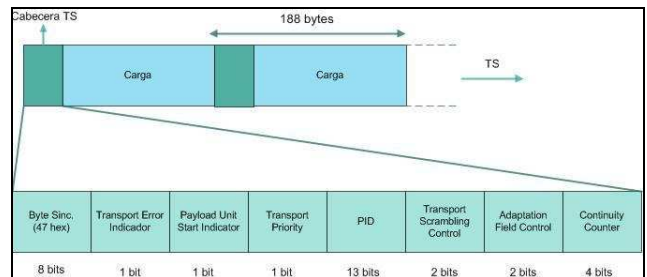 Cabecera TS
188 bytes
Carga
Carga
TS
Byte Sinc.
(47 hex)
Transport Error
Indicador
Payload Unit
Start Indicator
Transport
Priority
PID
Transport
Scrambling
Control
Adaptation
Field Control
Continuity
Counter
8 bits
1 bit
1 bit
1 bit
13 bits
2 bits
2 bits
4 bits